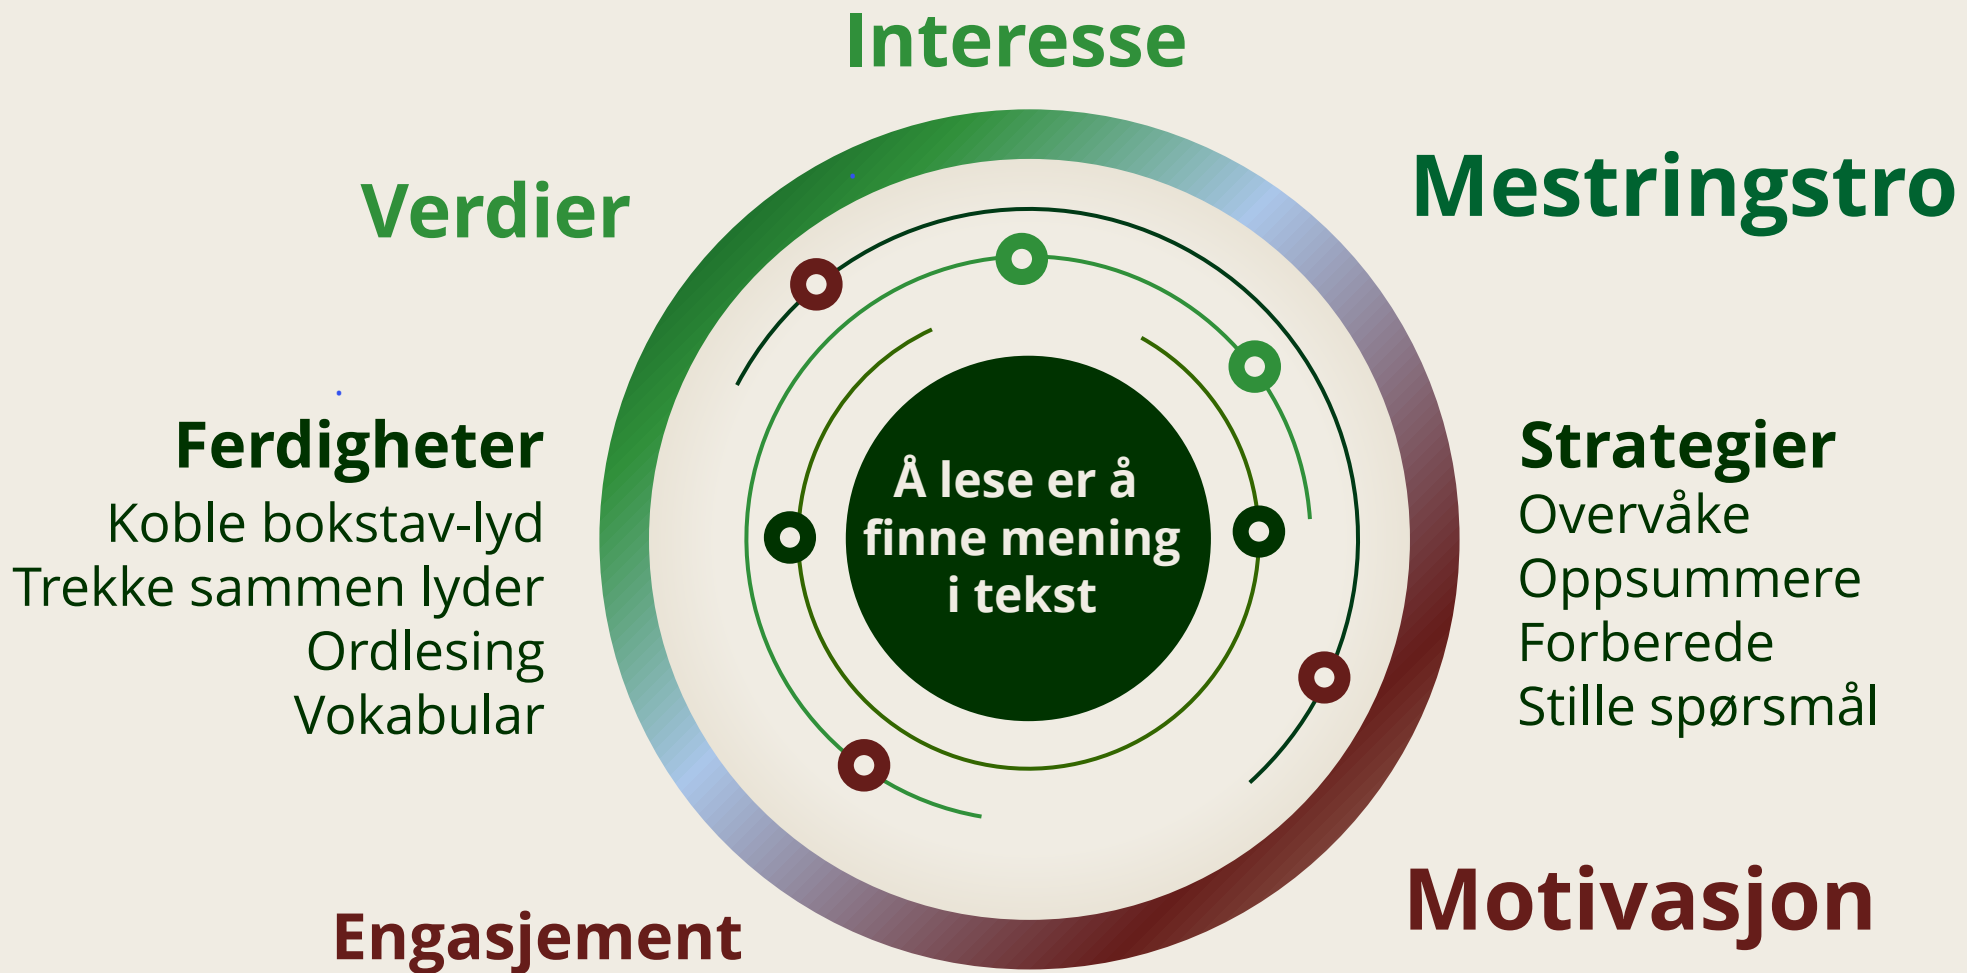 Interesse
Verdier
Mestringstro
Ferdigheter
Koble bokstav-lyd
Trekke sammen lyder
Ordlesing
Vokabular
Å lese er å
finne mening
i tekst
Strategier
Overvåke
Oppsummere
Forberede
Stille spørsmål
Engasjement
Motivasjon